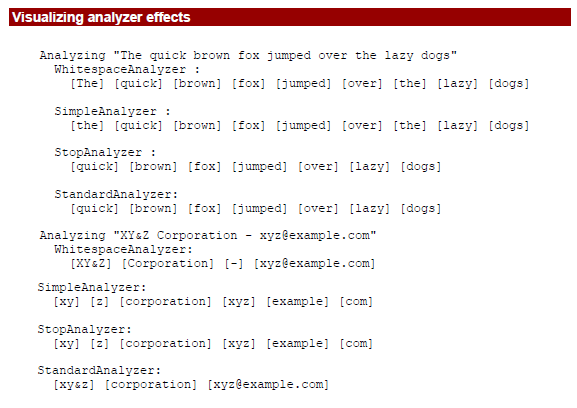 Visualizing analyzer effects
Analyzing "The quick brown fox jumped over the lazy dogs"
WhitespaceAnalyzer :
[The] [quick] [brown] [fox] [jumped] [over] [the] [lazy] [dogs]
SimpleAnalyzer :
[the] [quick] [brown] [fox] [jumped] [over] [the] [lazy] [dogs]
StopAnalyzer :
[quick] [brown] [fox] [jumped] [over] [lazy] [dogs]
StandardAnalyzer:
[quick] [brown] [fox] [jumped] [over] [lazy] [dogs]
Analyzing "XY&Z Corporation - xyz@example.com"
WhitespaceAnalyzer:
[XY&Z] [Corporation] [-] [xyz@example.com]
SimpleAnalyzer:
[xy] [z] [corporation] [xyz] [example] [com]
StopAnalyzer:
[xy] [z] [corporation] [xyz] [example] [com]
StandardAnalyzer:
[xy&z] [corporation] [xyz@example.com]